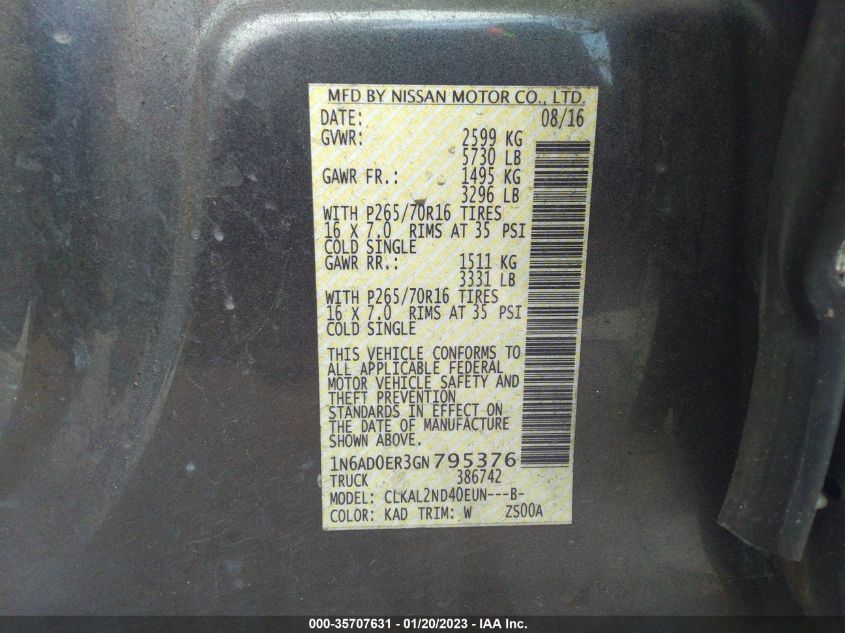 MFD BY NISSAN MOTOR CO., LTD.
DATE: 08/16
GVWR: 2599 KG
5730 LB
GAWR FR.: 1495 KG
3296 LB
WITH P265/70R16 TIRES
16 X 7.0 RIMS AT 35 PSI
COLD SINGLE
GAWR RR.: 1511 KG
3331 LB
WITH P265/70R16 TIRES
16 X 7.0 RIMS AT 35 PSI
COLD SINGLE
THIS VEHICLE CONFORMS TO
ALL APPLICABLE FEDERAL
MOTOR VEHICLE SAFETY AND
THEFT PREVENTION
STANDARDS IN EFFECT ON
THE DATE OF MANUFACTURE
SHOWN ABOVE.
1N6AD0ER3GN795376
TRUCK 386742
MODEL: CLKAL2ND40EUN---B-
COLOR: KAD TRIM: W ZS00A
000-35707631 - 01/20/2023 - IAA Inc.